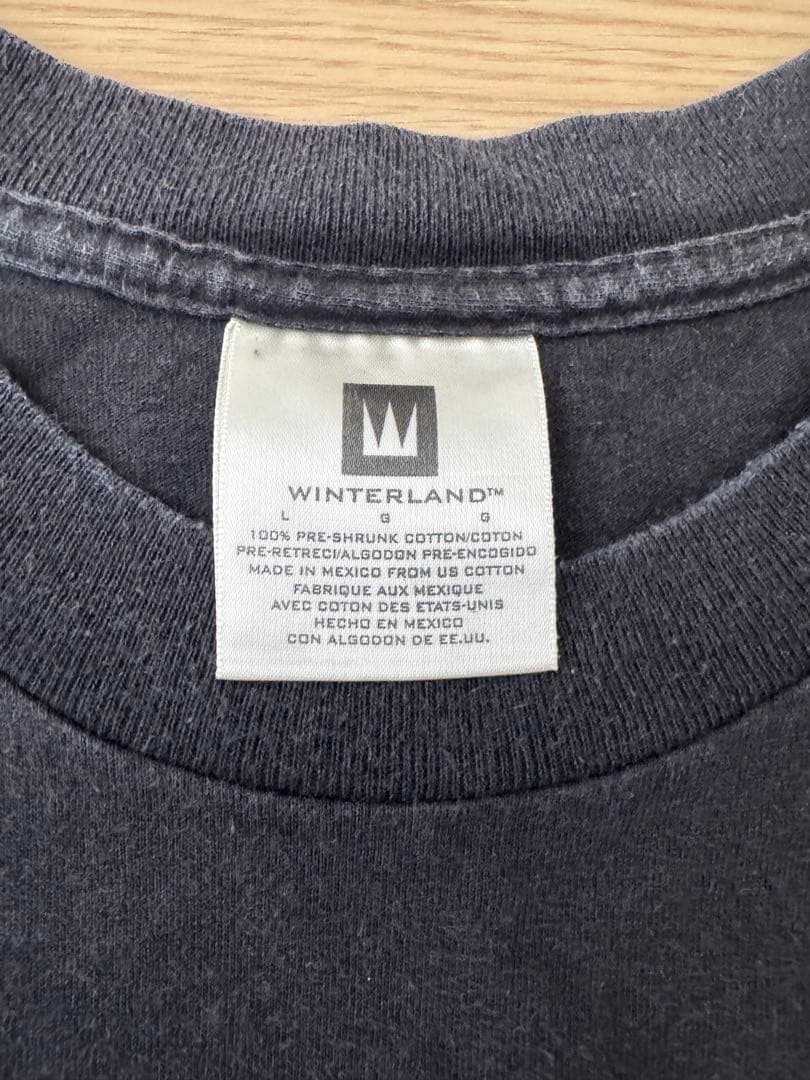 W
WINTERLAND™
L G G
100% PRE-SHRUNK COTTON/COTON
PRE-RETRECI/ALGODON PRE-ENCOGIDO
MADE IN MEXICO FROM US COTTON
FABRIQUE AUX MEXIQUE
AVEC COTON DES ETATS-UNIS
HECHO EN MEXICO
CON ALGODON DE EE.UU.